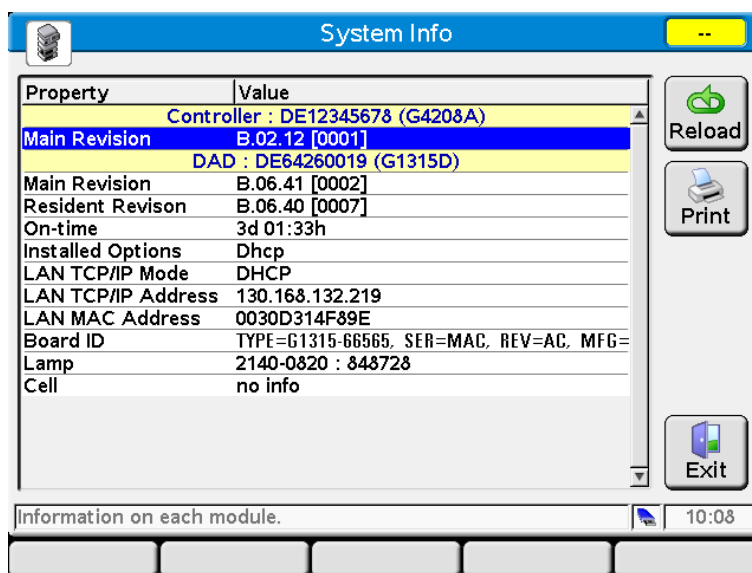 System Info
--
Property Value
Controller : DE12345678 (G4208A)
Main Revision B.02.12 [0001]
DAD : DE64260019 (G1315D)
Main Revision B.06.41 [0002]
Resident Revison B.06.40 [0007]
On-time 3d 01:33h
Installed Options Dhcp
LAN TCP/IP Mode DHCP
LAN TCP/IP Address 130.168.132.219
LAN MAC Address 0030D314F89E
Board ID TYPE=G1315-66565, SER=MAC, REV=AC, MFG=
Lamp 2140-0820 : 848728
Cell no info
Reload
Print
Exit
Information on each module.
10:08